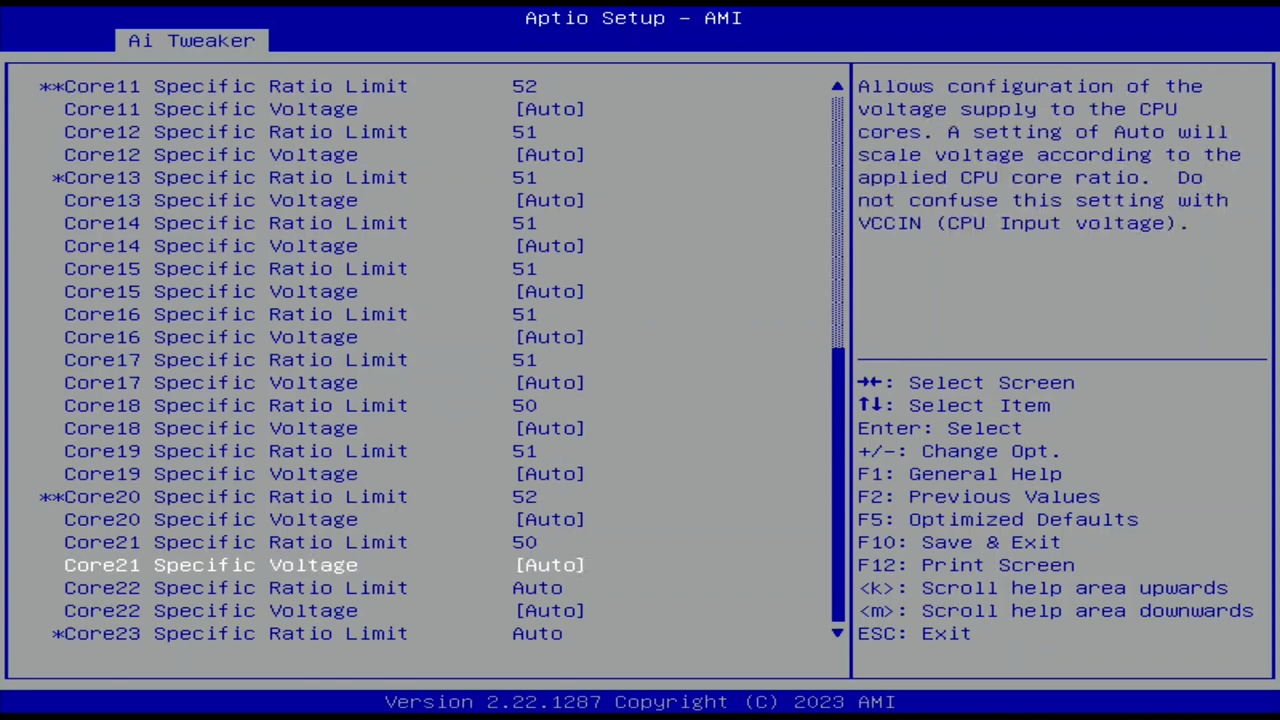 Aptio Setup - AMI
Ai Tweaker
**Core11 Specific Ratio Limit 52
Core11 Specific Voltage [Auto]
Core12 Specific Ratio Limit 51
Core12 Specific Voltage [Auto]
*Core13 Specific Ratio Limit 51
Core13 Specific Voltage [Auto]
Core14 Specific Ratio Limit 51
Core14 Specific Voltage [Auto]
Core15 Specific Ratio Limit 51
Core15 Specific Voltage [Auto]
Core16 Specific Ratio Limit 51
Core16 Specific Voltage [Auto]
Core17 Specific Ratio Limit 51
Core17 Specific Voltage [Auto]
Core18 Specific Ratio Limit 50
Core18 Specific Voltage [Auto]
Core19 Specific Ratio Limit 51
Core19 Specific Voltage [Auto]
**Core20 Specific Ratio Limit 52
Core20 Specific Voltage [Auto]
Core21 Specific Ratio Limit 50
Core21 Specific Voltage [Auto]
Core22 Specific Ratio Limit Auto
Core22 Specific Voltage [Auto]
*Core23 Specific Ratio Limit Auto
Allows configuration of the
voltage supply to the CPU
cores. A setting of Auto will
scale voltage according to the
applied CPU core ratio. Do
not confuse this setting with
VCCIN (CPU Input voltage).
→←: Select Screen
↑↓: Select Item
Enter: Select
+/-: Change Opt.
F1: General Help
F2: Previous Values
F5: Optimized Defaults
F10: Save & Exit
F12: Print Screen
<k>: Scroll help area upwards
<m>: Scroll help area downwards
ESC: Exit
Version 2.22.1287 Copyright (C) 2023 AMI